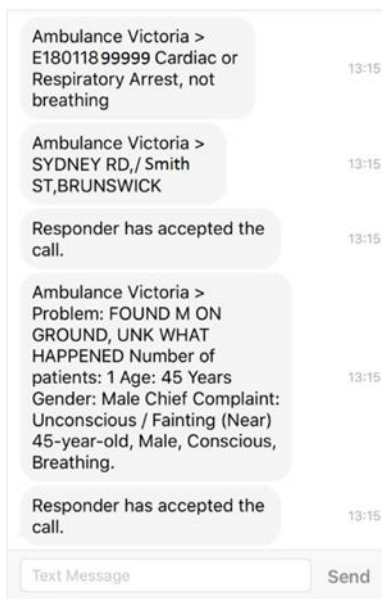 Ambulance Victoria >
E18011899999 Cardiac or
Respiratory Arrest, not
breathing
13:15
Ambulance Victoria >
SYDNEY RD,/ Smith
ST,BRUNSWICK
13:15
Responder has accepted the
call.
13:15
Ambulance Victoria >
Problem: FOUND M ON
GROUND, UNK WHAT
HAPPENED Number of
patients: 1 Age: 45 Years
Gender: Male Chief Complaint:
Unconscious / Fainting (Near)
45-year-old, Male, Conscious,
Breathing.
13:15
Responder has accepted the
call.
13:15
Text Message
Send